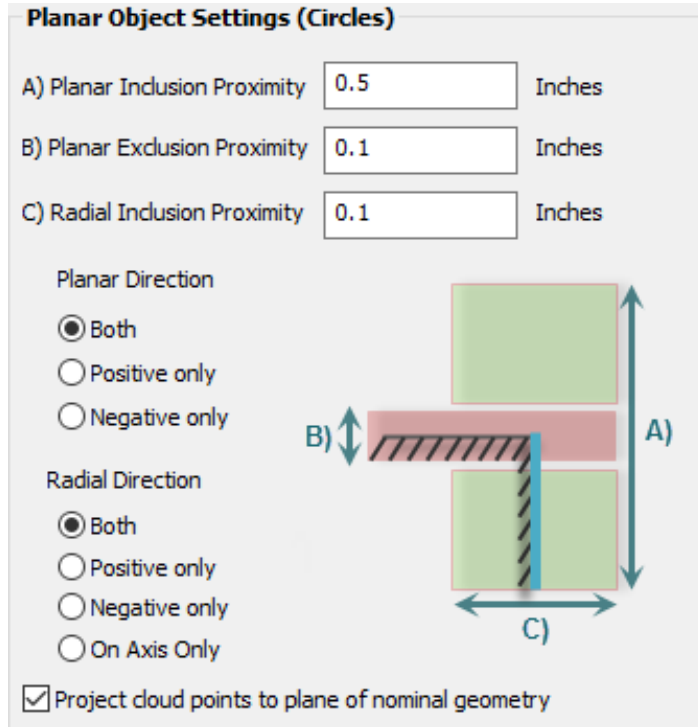 Planar Object Settings (Circles)
A) Planar Inclusion Proximity 0.5 Inches
B) Planar Exclusion Proximity 0.1 Inches
C) Radial Inclusion Proximity 0.1 Inches
Planar Direction
Both
Positive only
Negative only
Radial Direction
Both
Positive only
Negative only
On Axis Only
B)
A)
C)
Project cloud points to plane of nominal geometry